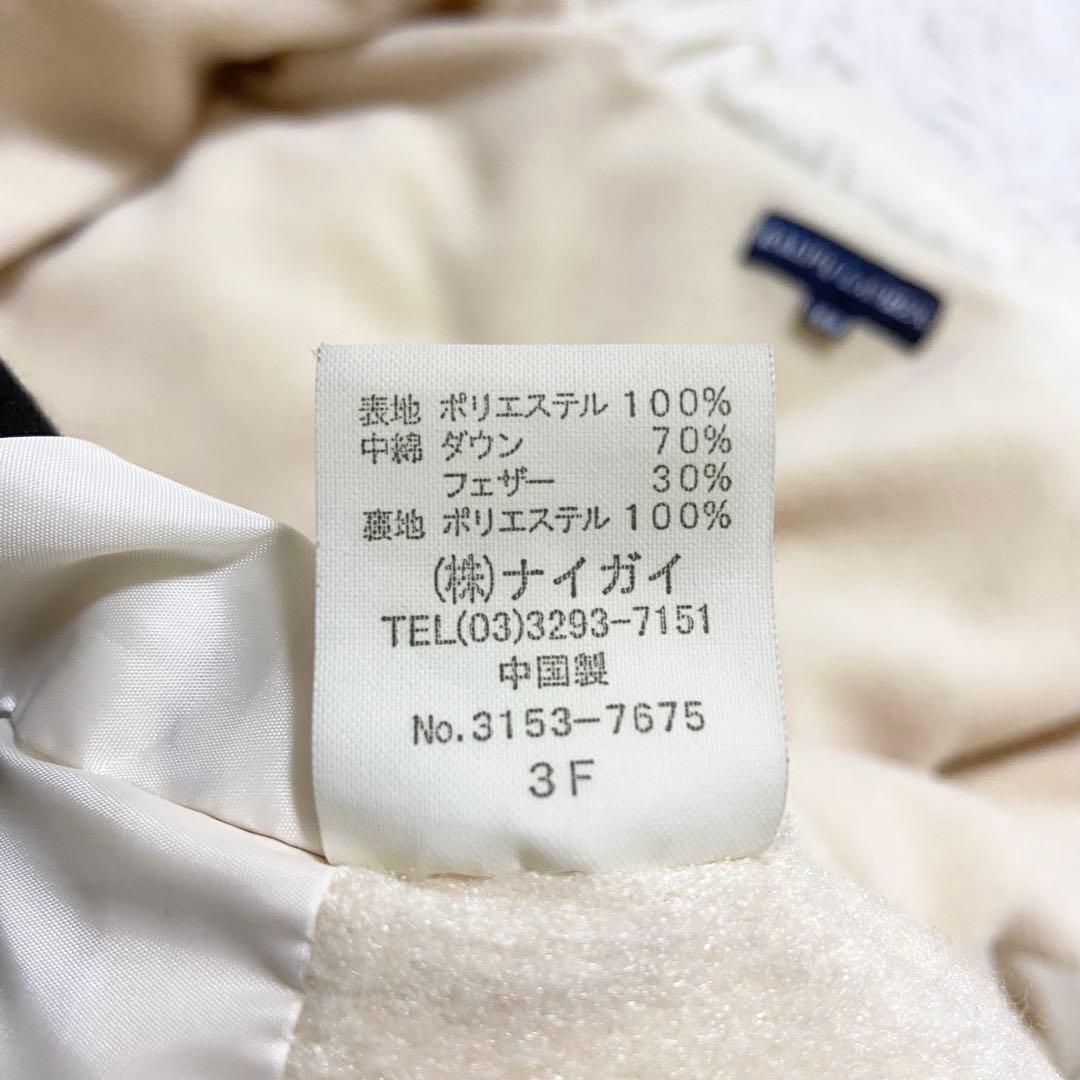 RALPH LAUREN
表地 ポリエステル 100%
中綿 ダウン 70%
フェザー 30%
裏地 ポリエステル 100%
(株)ナイガイ
TEL(03)3293-7151
中国製
No.3153-7675
3F